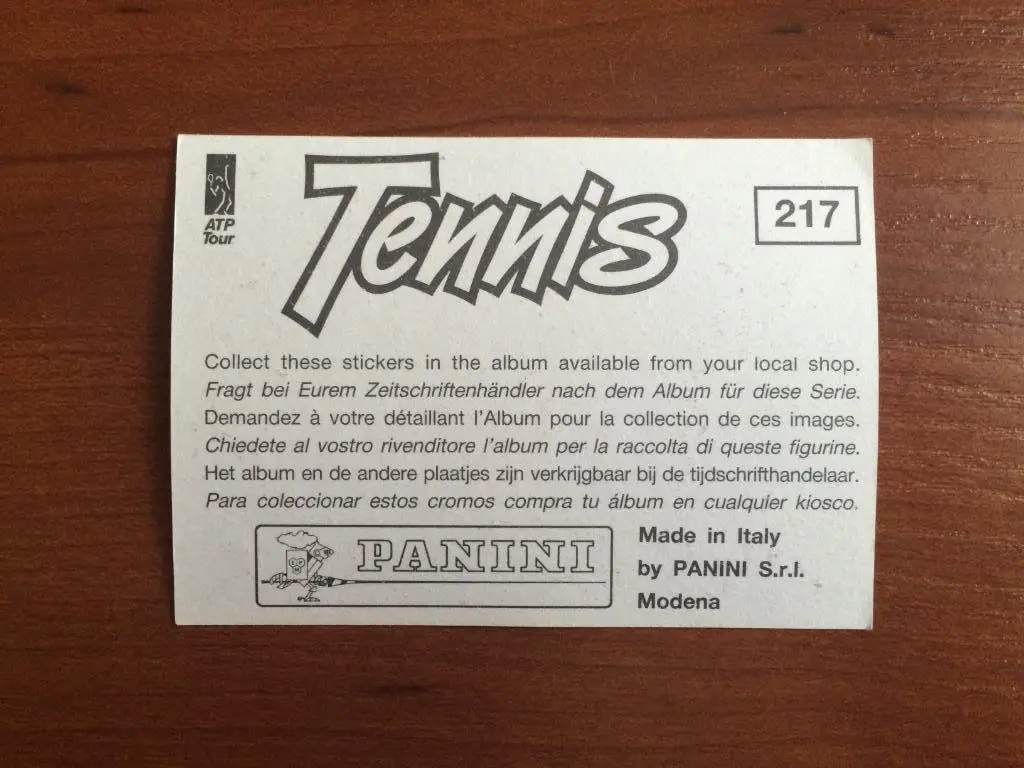 ATP
Tour
Tennis
217
Collect these stickers in the album available from your local shop.
Fragt bei Eurem Zeitschriftenhändler nach dem Album für diese Serie.
Demandez à votre détaillant l'Album pour la collection de ces images.
Chiedete al vostro rivenditore l'album per la raccolta di queste figurine.
Het album en de andere plaatjes zijn verkrijgbaar bij de tijdschrifthandelaar.
Para coleccionar estos cromos compra tu álbum en cualquier kiosco.
PANINI
Made in Italy
by PANINI S.r.l.
Modena